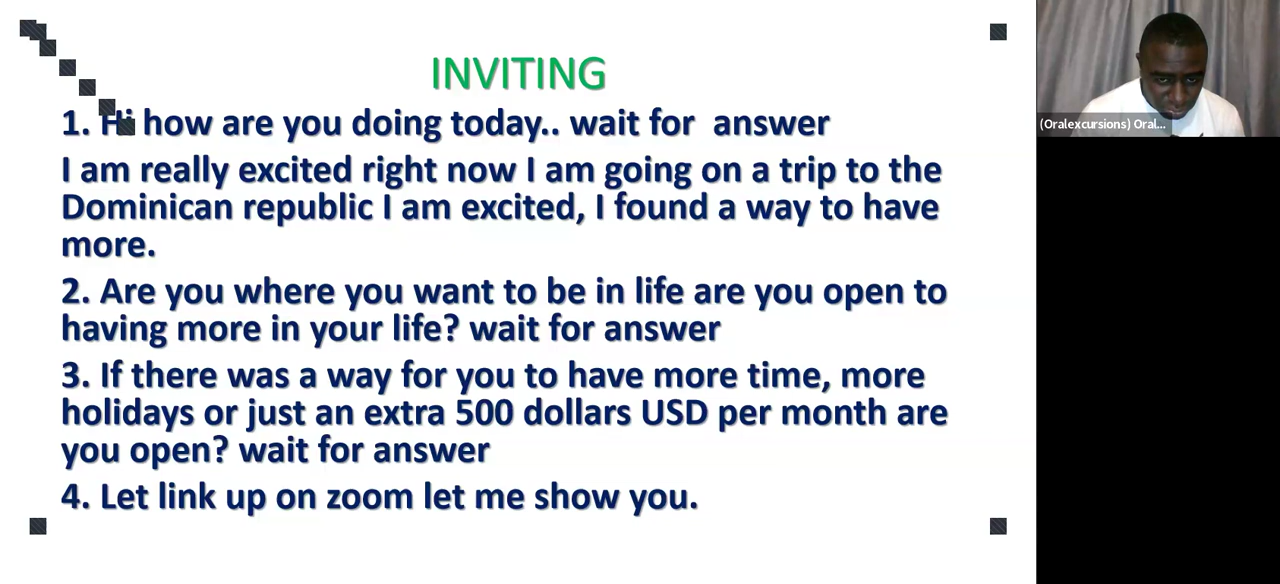 INVITING
1. Hi how are you doing today.. wait for answer
I am really excited right now I am going on a trip to the
Dominican republic I am excited, I found a way to have
more.
2. Are you where you want to be in life are you open to
having more in your life? wait for answer
3. If there was a way for you to have more time, more
holidays or just an extra 500 dollars USD per month are
you open? wait for answer
4. Let link up on zoom let me show you.
(Oralexcursions) Oral...